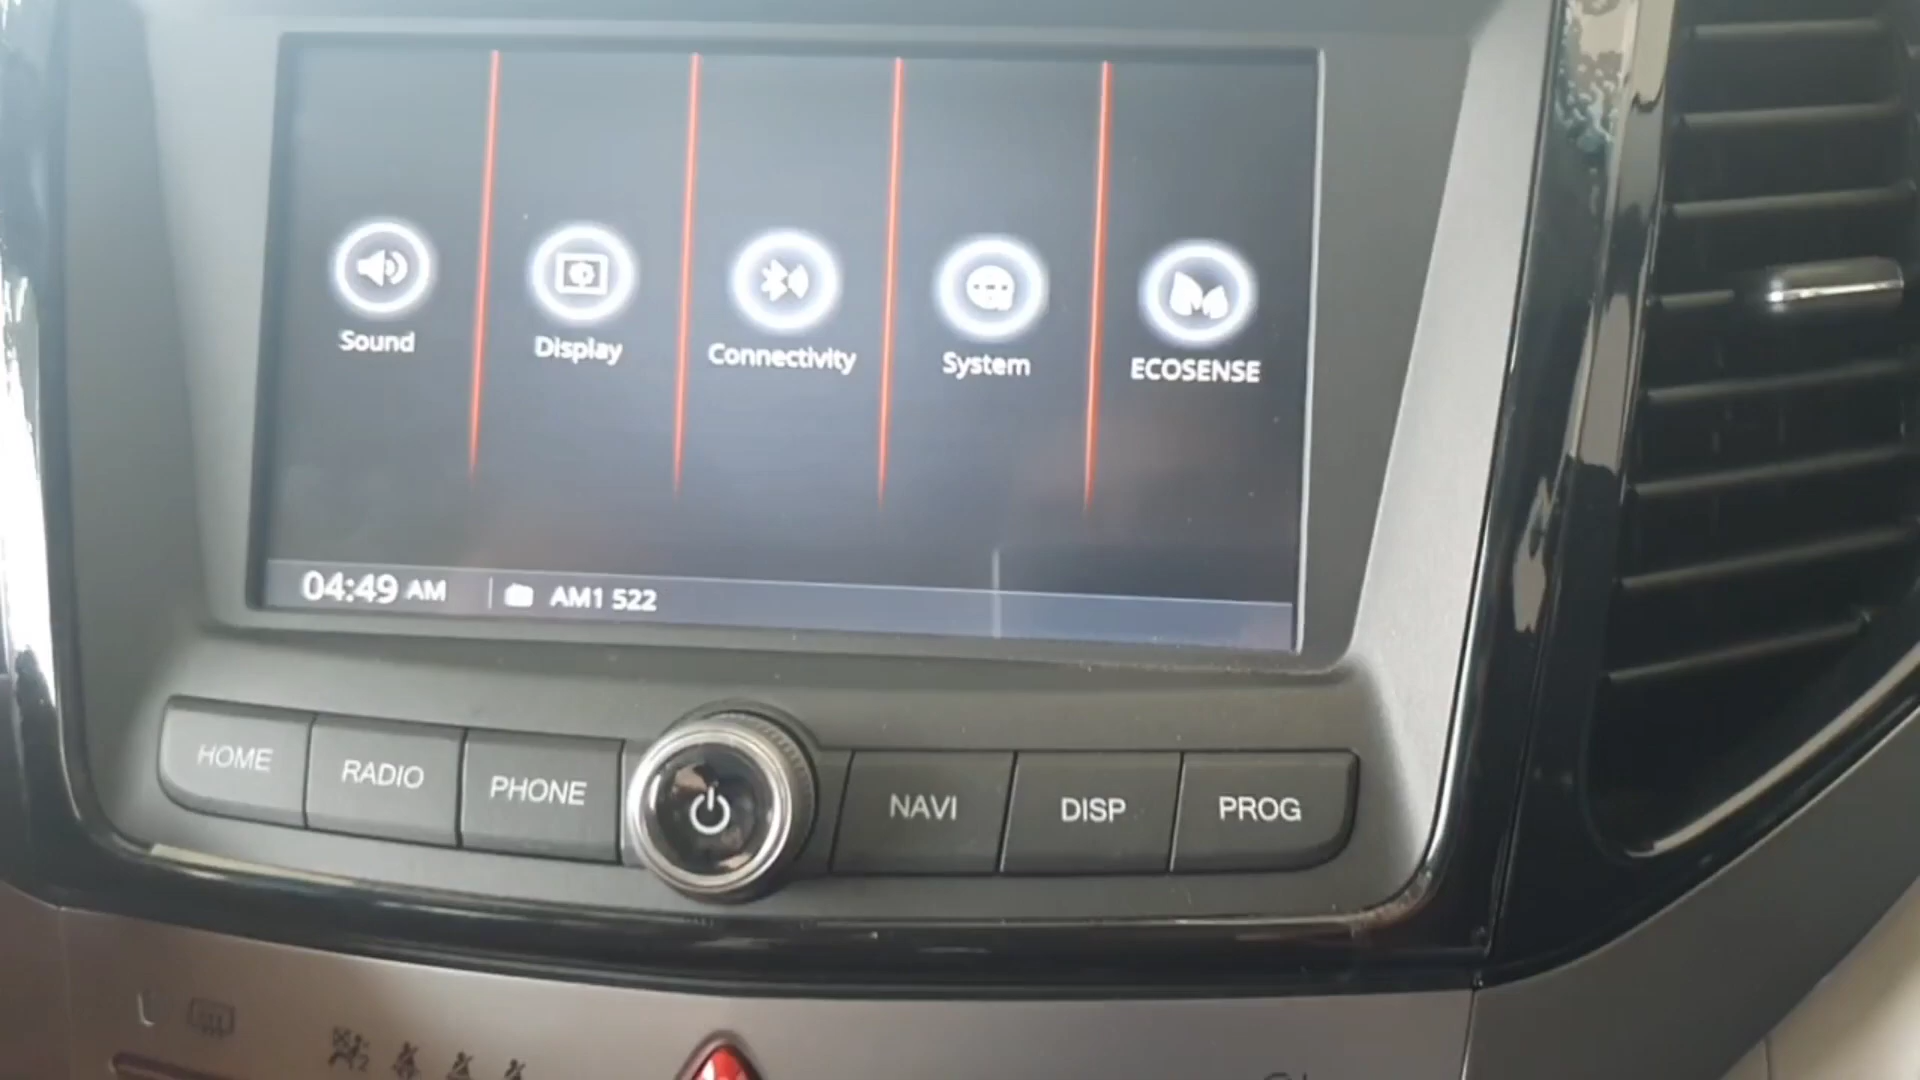 Sound Display Connectivity System ECOSENSE
04:49 AM AM1 522
HOME RADIO PHONE NAVI DISP PROG